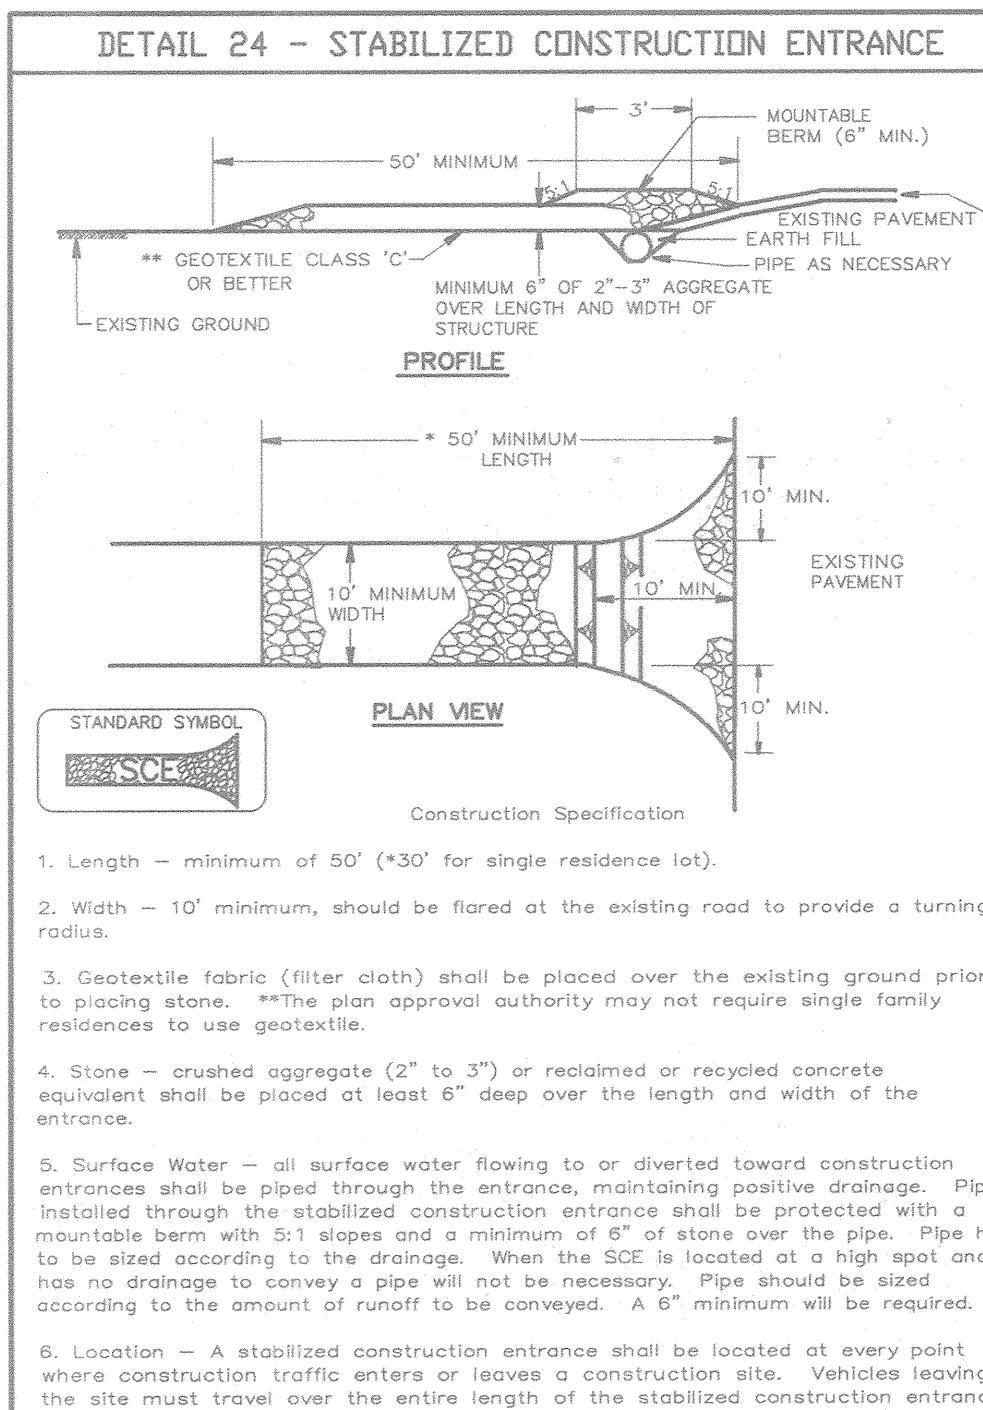 DETAIL 24 - STABILIZED CONSTRUCTION ENTRANCE
3'
MOUNTABLE
BERM (6" MIN.)
50' MINIMUM
5:1
5:1
EXISTING PAVEMENT
EARTH FILL
PIPE AS NECESSARY
** GEOTEXTILE CLASS 'C'
OR BETTER
MINIMUM 6" OF 2"-3" AGGREGATE
OVER LENGTH AND WIDTH OF
STRUCTURE
EXISTING GROUND
PROFILE
* 50' MINIMUM
LENGTH
10' MIN.
EXISTING
PAVEMENT
10' MINIMUM
WIDTH
10' MIN.
10' MIN.
PLAN VIEW
STANDARD SYMBOL
SCE
Construction Specification
1. Length - minimum of 50' (*30' for single residence lot).
2. Width - 10' minimum, should be flared at the existing road to provide a turning
radius.
3. Geotextile fabric (filter cloth) shall be placed over the existing ground prior
to placing stone. **The plan approval authority may not require single family
residences to use geotextile.
4. Stone - crushed aggregate (2" to 3") or reclaimed or recycled concrete
equivalent shall be placed at least 6" deep over the length and width of the
entrance.
5. Surface Water - all surface water flowing to or diverted toward construction
entrances shall be piped through the entrance, maintaining positive drainage. Pip
installed through the stabilized construction entrance shall be protected with a
mountable berm with 5:1 slopes and a minimum of 6" of stone over the pipe. Pipe h
to be sized according to the drainage. When the SCE is located at a high spot and
has no drainage to convey a pipe will not be necessary. Pipe should be sized
according to the amount of runoff to be conveyed. A 6" minimum will be required.
6. Location - A stabilized construction entrance shall be located at every point
where construction traffic enters or leaves a construction site. Vehicles leaving
the site must travel over the entire length of the stabilized construction entranc